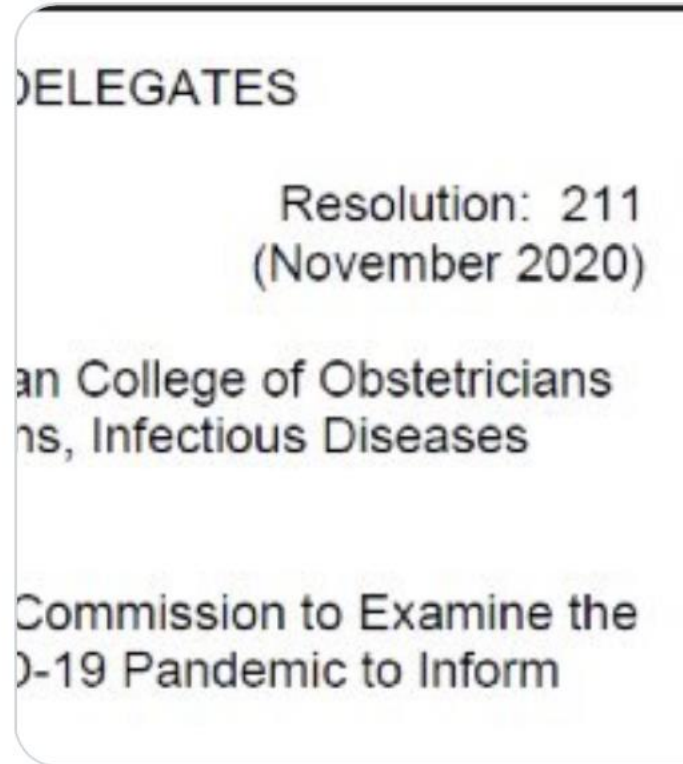 DELEGATES
Resolution: 211
(November 2020)
an College of Obstetricians
ns, Infectious Diseases
Commission to Examine the
D-19 Pandemic to Inform